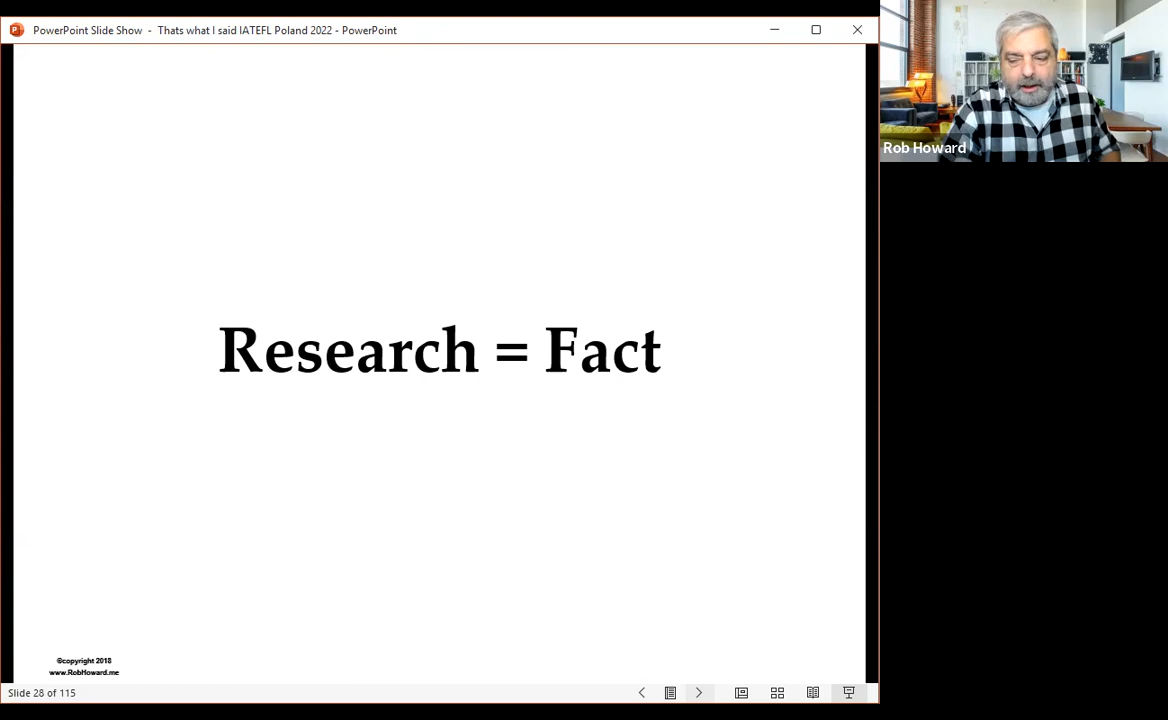 PowerPoint Slide Show - Thats what I said IATEFL Poland 2022 - PowerPoint
Rob Howard
Research = Fact
©copyright 2018
www.RobHoward.me
Slide 28 of 115